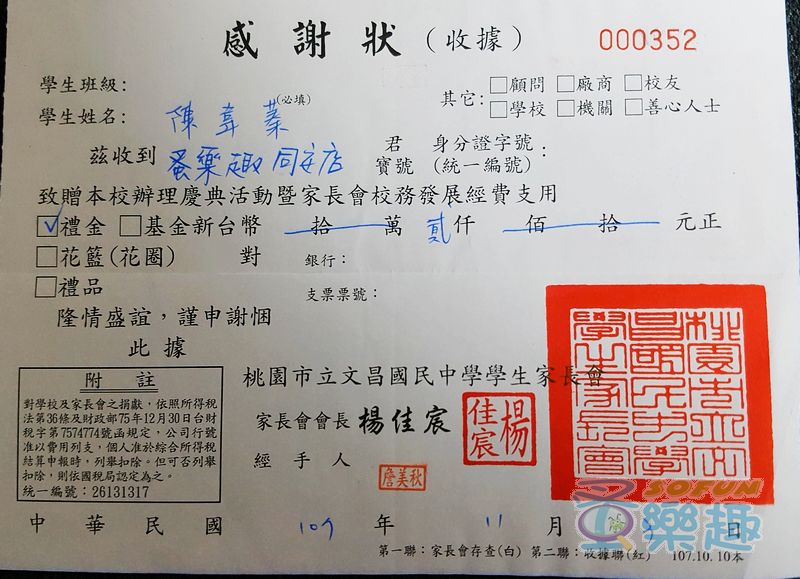 感謝狀(收據) 000352
學生班級:
學生姓名: 陳 蓁 (必填)
其它: □顧問 □廠商 □校友
□學校 □機關 □善心人士
茲收到 蚤樂趣 同安店 君寶號 身分證字號(統一編號):
致贈本校辦理慶典活動暨家長會校務發展經費支用
☑禮金 □基金新台幣 拾 萬 貳仟 佰 拾 元正
□花籃(花圈) 對 銀行:
□禮品 支票票號:
隆情盛誼,謹申謝悃
此據
桃園市立文昌國民中學學生家長會
家長會會長 楊佳宸 楊佳宸
經手人 詹美秋
桃園市立文昌國民中學學生家長會
附註
對學校及家長會之捐獻,依照所得稅
法第36條及財政部75年12月30日台財
稅字第7574774號函規定,公司行號
准以費用列支,個人准於綜合所得稅
結算申報時,列舉扣除。但可否列舉
扣除,則依國稅局認定為之。
統一編號:26131317
中華民國 107 年 11 月 日
第一聯:家長會存查(白) 第二聯:收據聯(紅) 107.10.10本
SOFUN
蚤樂趣